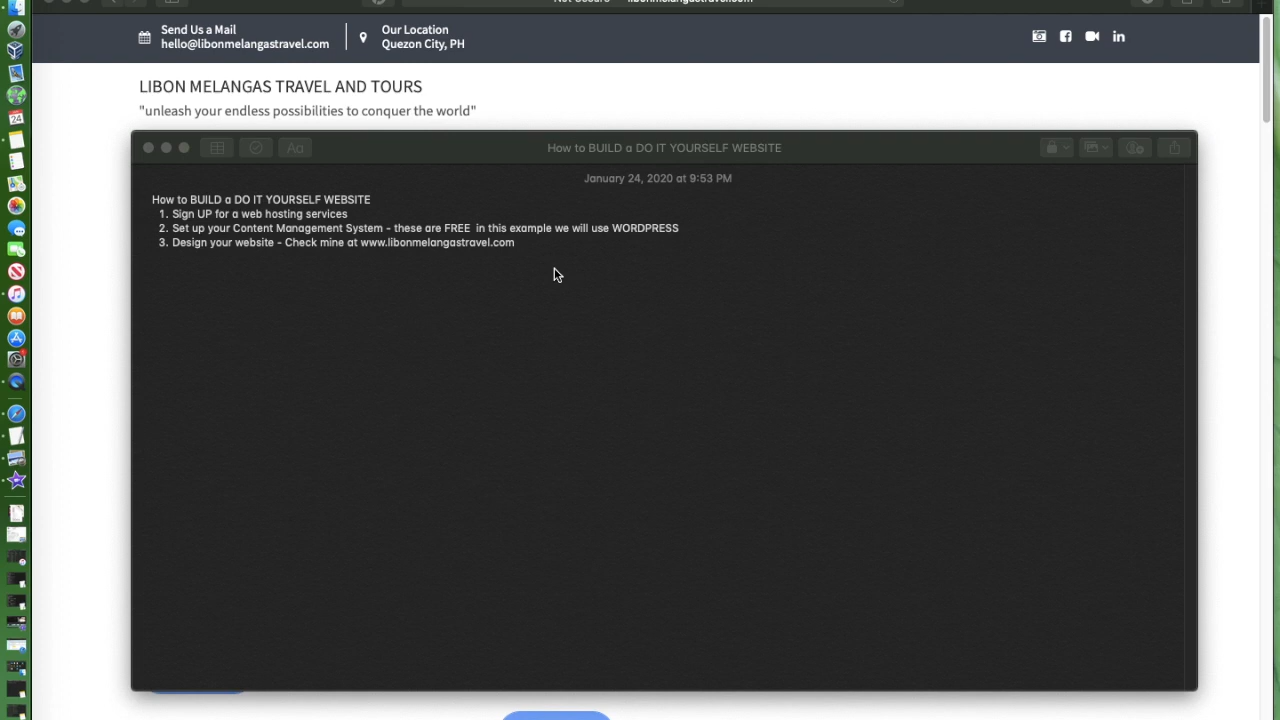 Send Us a Mail
hello@libonmelangastravel.com
Our Location
Quezon City, PH
LIBON MELANGAS TRAVEL AND TOURS
"unleash your endless possibilities to conquer the world"
Aa
How to BUILD a DO IT YOURSELF WEBSITE
January 24, 2020 at 9:53 PM
How to BUILD a DO IT YOURSELF WEBSITE
1. Sign UP for a web hosting services
2. Set up your Content Management System - these are FREE  in this example we will use WORDPRESS
3. Design your website - Check mine at www.libonmelangastravel.com
24